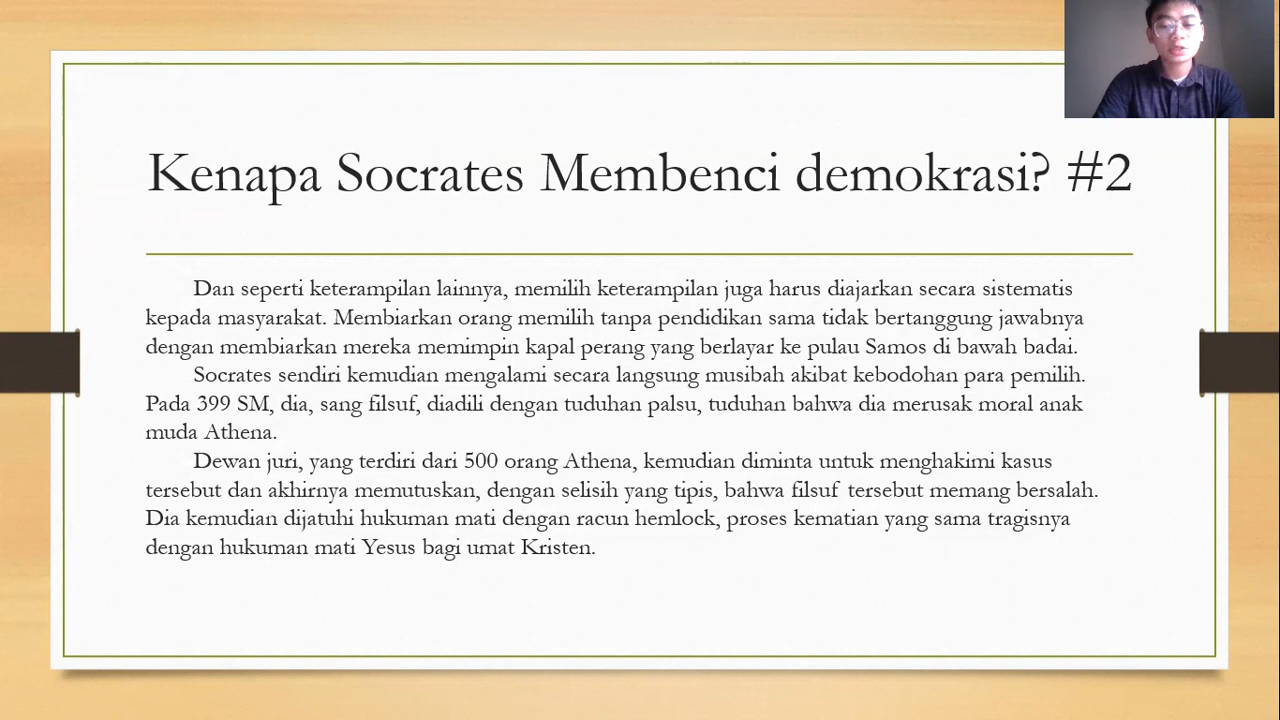 Kenapa Socrates Membenci demokrasi? #2
Dan seperti keterampilan lainnya, memilih keterampilan juga harus diajarkan secara sistematis
kepada masyarakat. Membiarkan orang memilih tanpa pendidikan sama tidak bertanggung jawabnya
dengan membiarkan mereka memimpin kapal perang yang berlayar ke pulau Samos di bawah badai.
Socrates sendiri kemudian mengalami secara langsung musibah akibat kebodohan para pemilih.
Pada 399 SM, dia, sang filsuf, diadili dengan tuduhan palsu, tuduhan bahwa dia merusak moral anak
muda Athena.
Dewan juri, yang terdiri dari 500 orang Athena, kemudian diminta untuk menghakimi kasus
tersebut dan akhirnya memutuskan, dengan selisih yang tipis, bahwa filsuf tersebut memang bersalah.
Dia kemudian dijatuhi hukuman mati dengan racun hemlock, proses kematian yang sama tragisnya
dengan hukuman mati Yesus bagi umat Kristen.